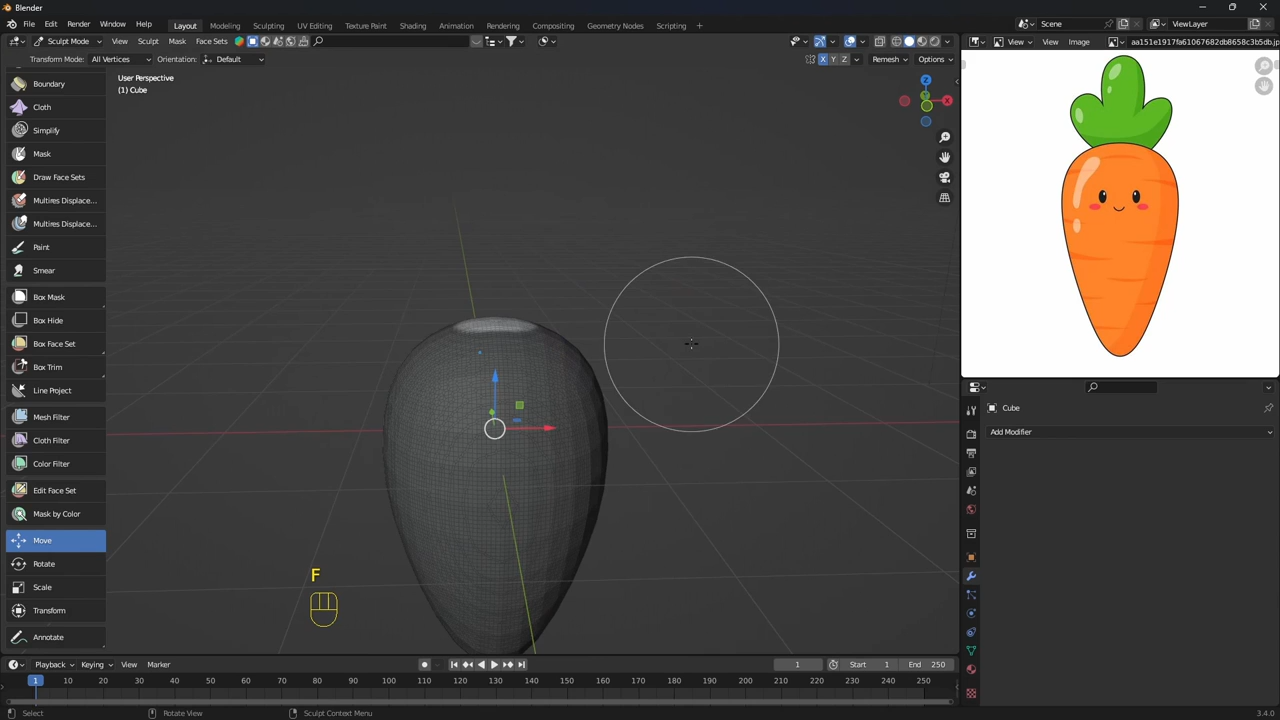 Blender
File Edit Render Window Help
Layout Modeling Sculpting UV Editing Texture Paint Shading Animation Rendering Compositing Geometry Nodes Scripting +
Scene
ViewLayer
Sculpt Mode View Sculpt Mask Face Sets
View View Image aa151e1917fa61067682db8658c3b5db.jp
Transform Mode: All Vertices Orientation: Default
X Y Z Remesh Options
Boundary
Cloth
Simplify
Mask
Draw Face Sets
Multires Displace...
Multires Displace...
Paint
Smear
Box Mask
Box Hide
Box Face Set
Box Trim
Line Project
Mesh Filter
Cloth Filter
Color Filter
Edit Face Set
Mask by Color
Move
Rotate
Scale
Transform
Annotate
User Perspective
(1) Cube
Z
X
F
Cube
Add Modifier
Playback Keying View Marker
1
Start 1 End 250
1 10 20 30 40 50 60 70 80 90 100 110 120 130 140 150 160 170 180 190 200 210 220 230 240 250
Select Rotate View Sculpt Context Menu 3.4.0